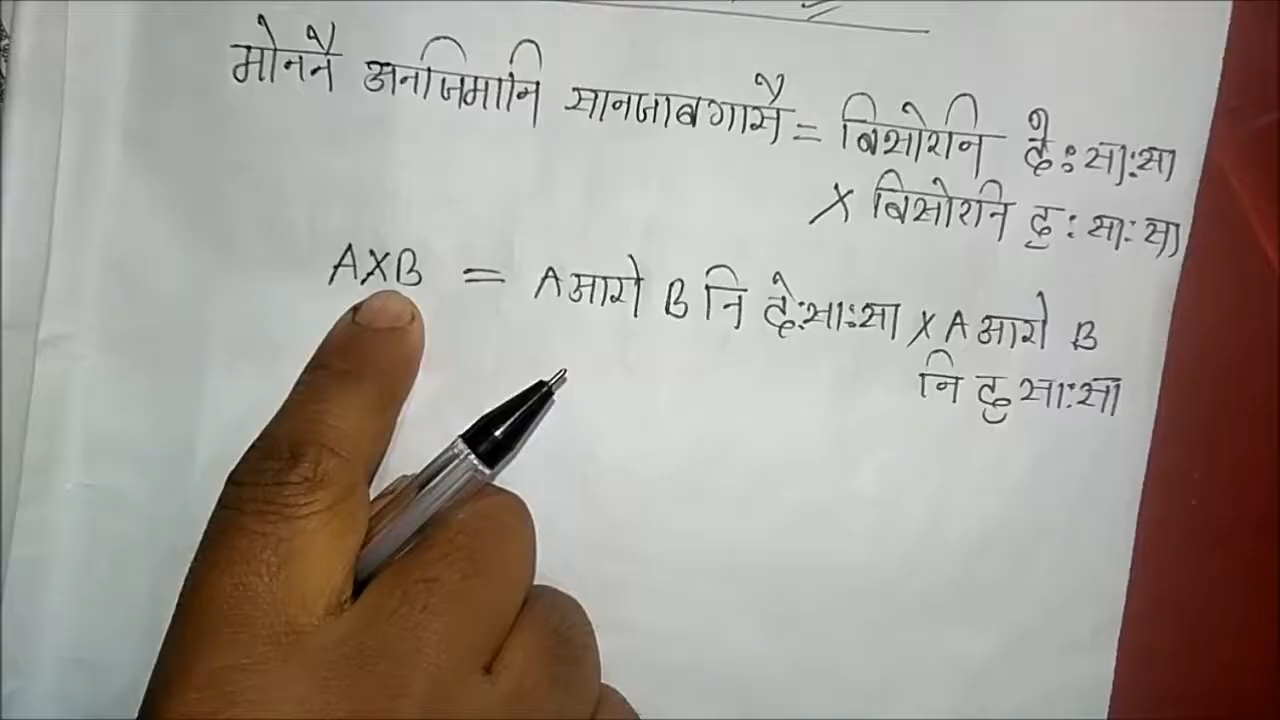 मोननै अनजिमानि सानजाबगासै = बिसोरनि दै:सा:सा
× बिसोरनि दु:सा:सा
A×B = A आरो B नि दे:सा:सा × A आरो B
नि दु सा:सा